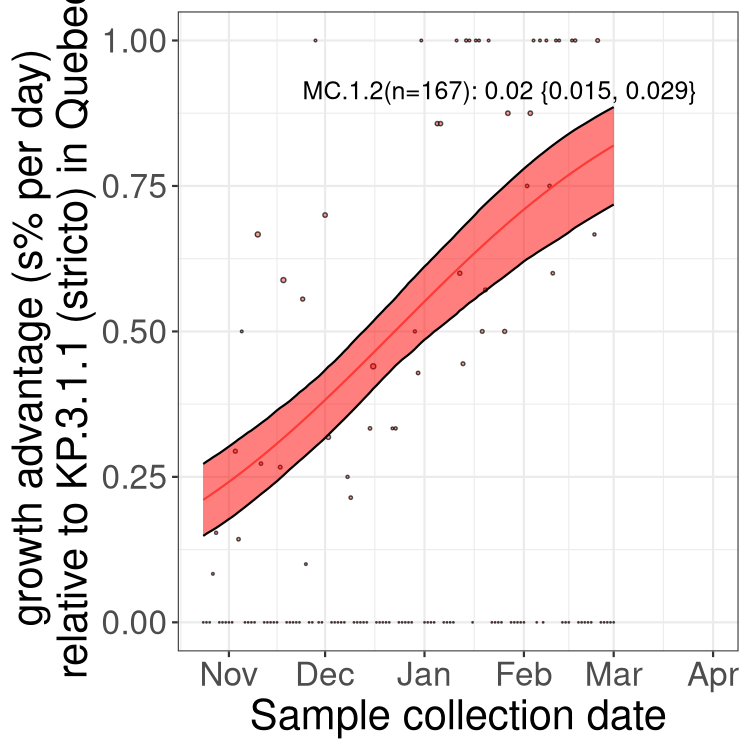 growth advantage (s% per day)
relative to KP.3.1.1 (stricto) in Quebec
1.00
MC.1.2(n=167): 0.02 {0.015, 0.029}
0.75
0.50
0.25
0.00
Nov Dec Jan Feb Mar Apr
Sample collection date